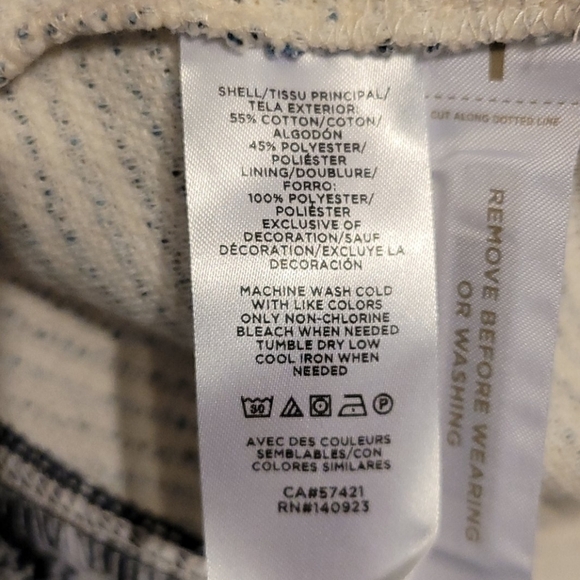 SHELL/TISSU PRINCIPAL/
TELA EXTERIOR:
55% COTTON/COTON/
ALGODÓN
45% POLYESTER/
POLIÉSTER
LINING/DOUBLURE/
FORRO:
100% POLYESTER/
POLIÉSTER
EXCLUSIVE OF
DECORATION/SAUF
DÉCORATION/EXCLUYE LA
DECORACIÓN
MACHINE WASH COLD
WITH LIKE COLORS
ONLY NON-CHLORINE
BLEACH WHEN NEEDED
TUMBLE DRY LOW
COOL IRON WHEN
NEEDED
30 P
AVEC DES COULEURS
SEMBLABLES/CON
COLORES SIMILARES
CA#57421
RN#140923
CUT ALONG DOTTED LINE
REMOVE BEFORE WEARING
OR WASHING